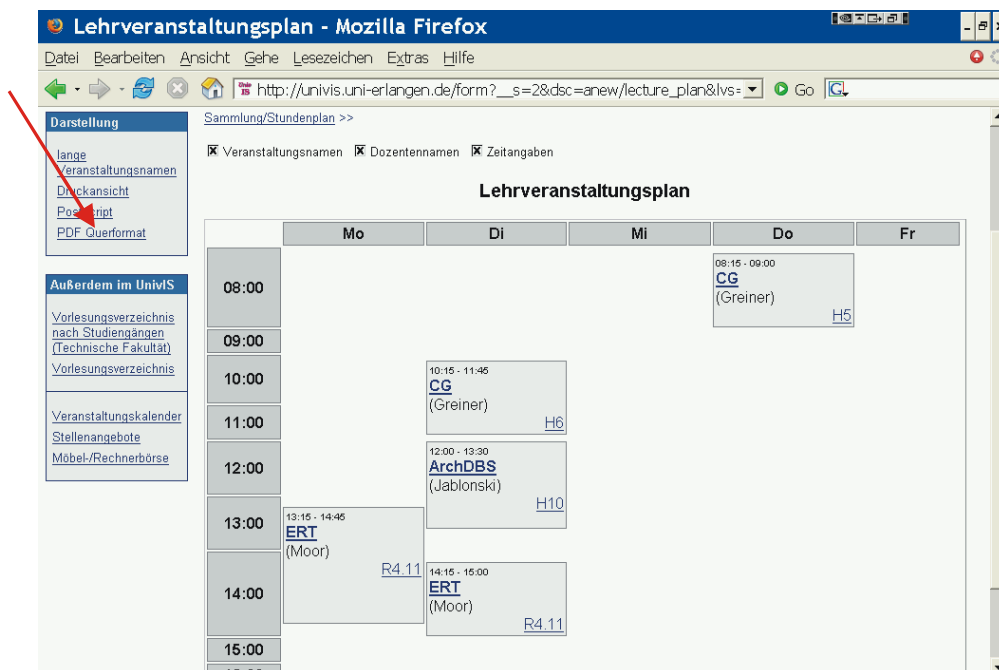 Lehrveranstaltungsplan - Mozilla Firefox
Datei Bearbeiten Ansicht Gehe Lesezeichen Extras Hilfe
http://univis.uni-erlangen.de/form?__s=2&dsc=anew/lecture_plan&lvs= Go
Darstellung
lange
Veranstaltungsnamen
Druckansicht
PostScript
PDF Querformat
Außerdem im UnivIS
Vorlesungsverzeichnis
nach Studiengängen
(Technische Fakultät)
Vorlesungsverzeichnis
Veranstaltungskalender
Stellenangebote
Möbel-/Rechnerbörse
Sammlung/Stundenplan >>
Veranstaltungsnamen Dozentennamen Zeitangaben
Lehrveranstaltungsplan
Mo Di Mi Do Fr
08:00
08:15 - 09:00
CG
(Greiner)
H5
09:00
10:00
10:15 - 11:45
CG
(Greiner)
H6
11:00
12:00
12:00 - 13:30
ArchDBS
(Jablonski)
H10
13:00
13:15 - 14:45
ERT
(Moor)
R4.11
14:00
14:15 - 15:00
ERT
(Moor)
R4.11
15:00